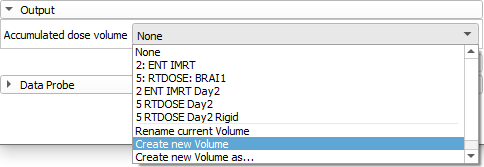 Output
Accumulated dose volume None
None
2: ENT IMRT
5: RTDOSE: BRAI1
2 ENT IMRT Day2
5 RTDOSE Day2
5 RTDOSE Day2 Rigid
Rename current Volume
Data Probe
Create new Volume
Create new Volume as...